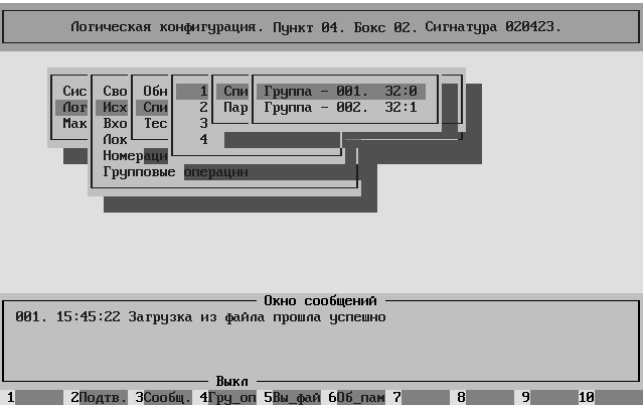 Логическая конфигурация. Пункт 04. Бокс 02. Сигнатура 020423.
Сис Сво Обн 1 Спи Группа - 001. 32:0
Лог Исх Спи 2 Пар Группа - 002. 32:1
Мак Вхо Тес 3
Лок 4
Номераци
Групповые операции
Окно сообщений
001. 15:45:22 Загрузка из файла прошла успешно
Выкл
1 2Подтв. 3Сообщ. 4Гру_оп 5Вы_фай 6Об_пам 7 8 9 10